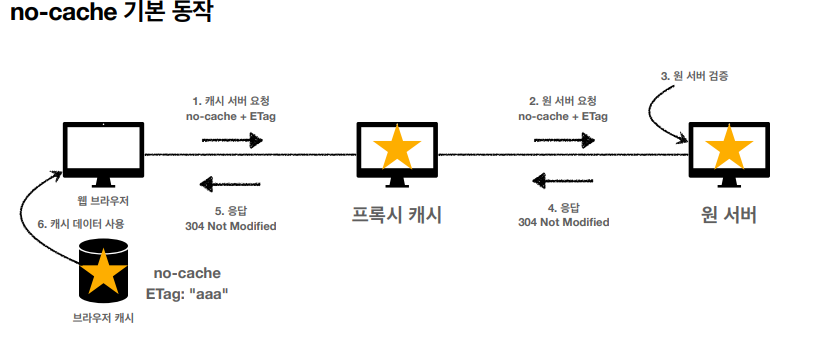 no-cache 기본 동작
3. 원 서버 검증
1. 캐시 서버 요청
no-cache + ETag
2. 원 서버 요청
no-cache + ETag
웹 브라우저
5. 응답
304 Not Modified
프록시 캐시
4. 응답
304 Not Modified
원 서버
6. 캐시 데이터 사용
no-cache
ETag: "aaa"
브라우저 캐시